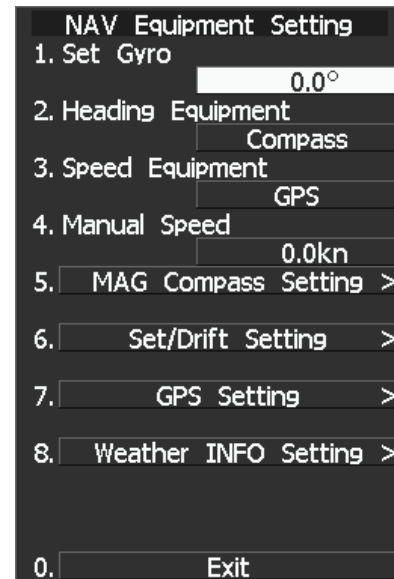 NAV Equipment Setting
1. Set Gyro
0.0°
2. Heading Equipment
Compass
3. Speed Equipment
GPS
4. Manual Speed
0.0kn
5. MAG Compass Setting >
6. Set/Drift Setting >
7. GPS Setting >
8. Weather INFO Setting >
0. Exit